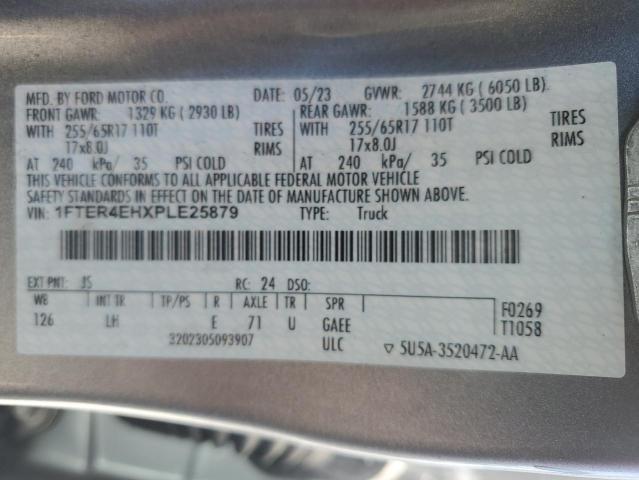 MFD. BY FORD MOTOR CO. DATE: 05/23 GVWR: 2744 KG ( 6050 LB)
FRONT GAWR: 1329 KG ( 2930 LB) REAR GAWR: 1588 KG ( 3500 LB)
WITH 255/65R17 110T TIRES WITH 255/65R17 110T TIRES
17x8.0J RIMS 17x8.0J RIMS
AT 240 kPa/ 35 PSI COLD AT 240 kPa/ 35 PSI COLD
THIS VEHICLE CONFORMS TO ALL APPLICABLE FEDERAL MOTOR VEHICLE
SAFETY STANDARDS IN EFFECT ON THE DATE OF MANUFACTURE SHOWN ABOVE.
VIN: 1FTER4EHXPLE25879 TYPE: Truck
EXT PNT: JS RC: 24 DSO:
WB INT TR TP/PS R AXLE TR SPR
126 LH E 71 U GAEE
F0269
T1058
3202305093907 ULC ▽ 5U5A-3520472-AA